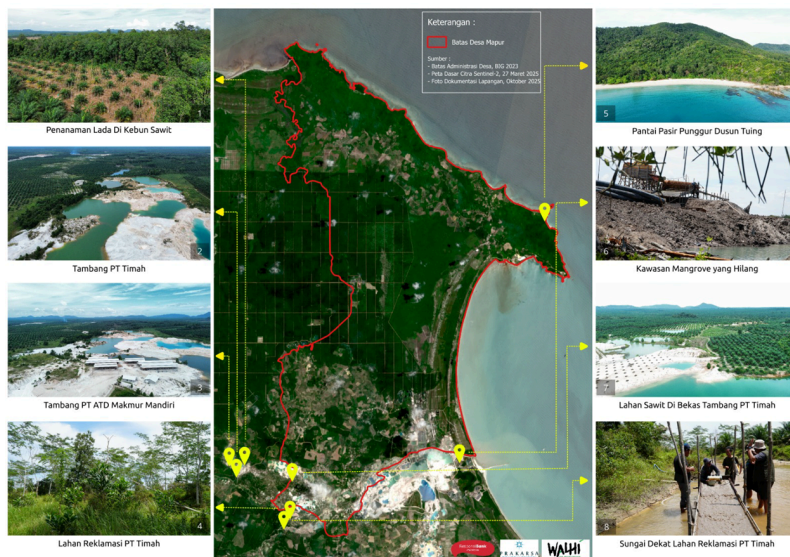 1
Penanaman Lada Di Kebun Sawit
2
Tambang PT Timah
3
Tambang PT ATD Makmur Mandiri
4
Lahan Reklamasi PT Timah
Keterangan :
Batas Desa Mapur
Sumber :
- Batas Administrasi Desa, BIG 2023
- Peta Dasar Citra Sentinel-2, 27 Maret 2025
- Foto Dokumentasi Lapangan, Oktober 2025
PRAKARSA
WALHI
5
Pantai Pasir Punggur Dusun Tuing
6
Kawasan Mangrove yang Hilang
7
Lahan Sawit Di Bekas Tambang PT Timah
8
Sungai Dekat Lahan Reklamasi PT Timah